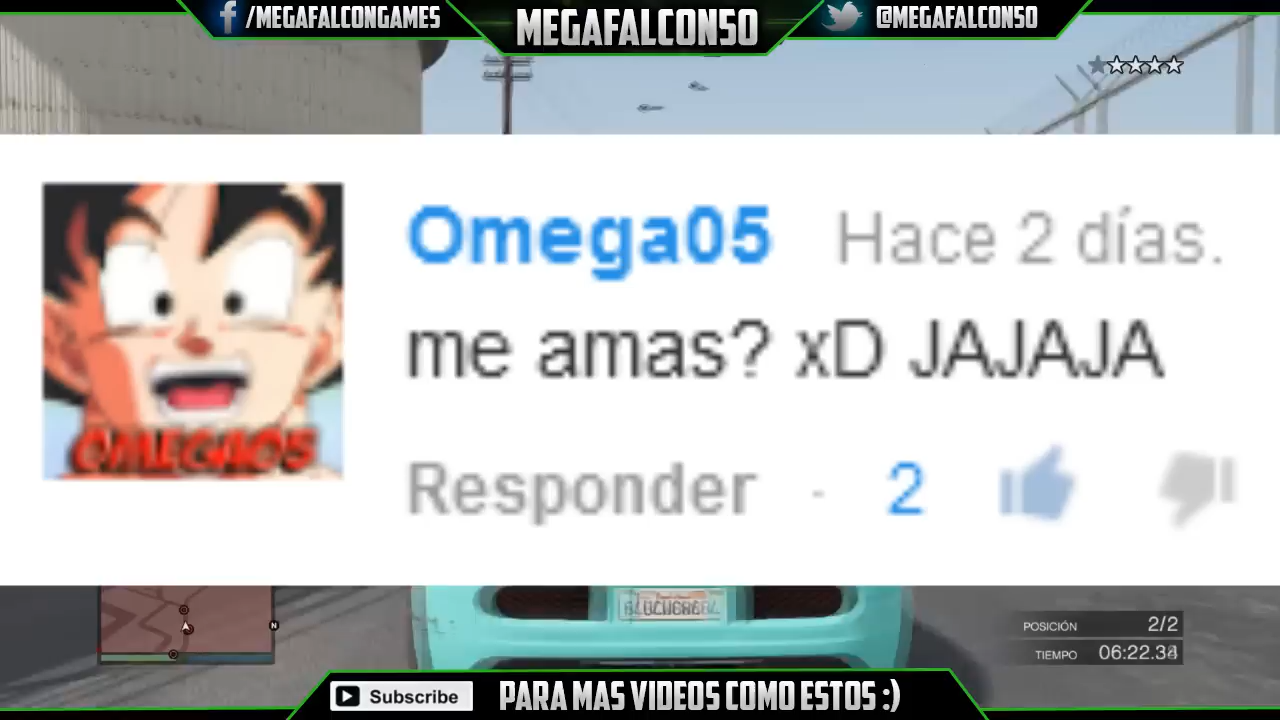 /MEGAFALCONGAMES
MEGAFALCON50
@MEGAFALCON50
Omega05 Hace 2 días.
me amas? xD JAJAJA
OMEGA05
Responder · 2
N
POSICIÓN 2/2
TIEMPO 06:22.34
Subscribe
PARA MAS VIDEOS COMO ESTOS :)